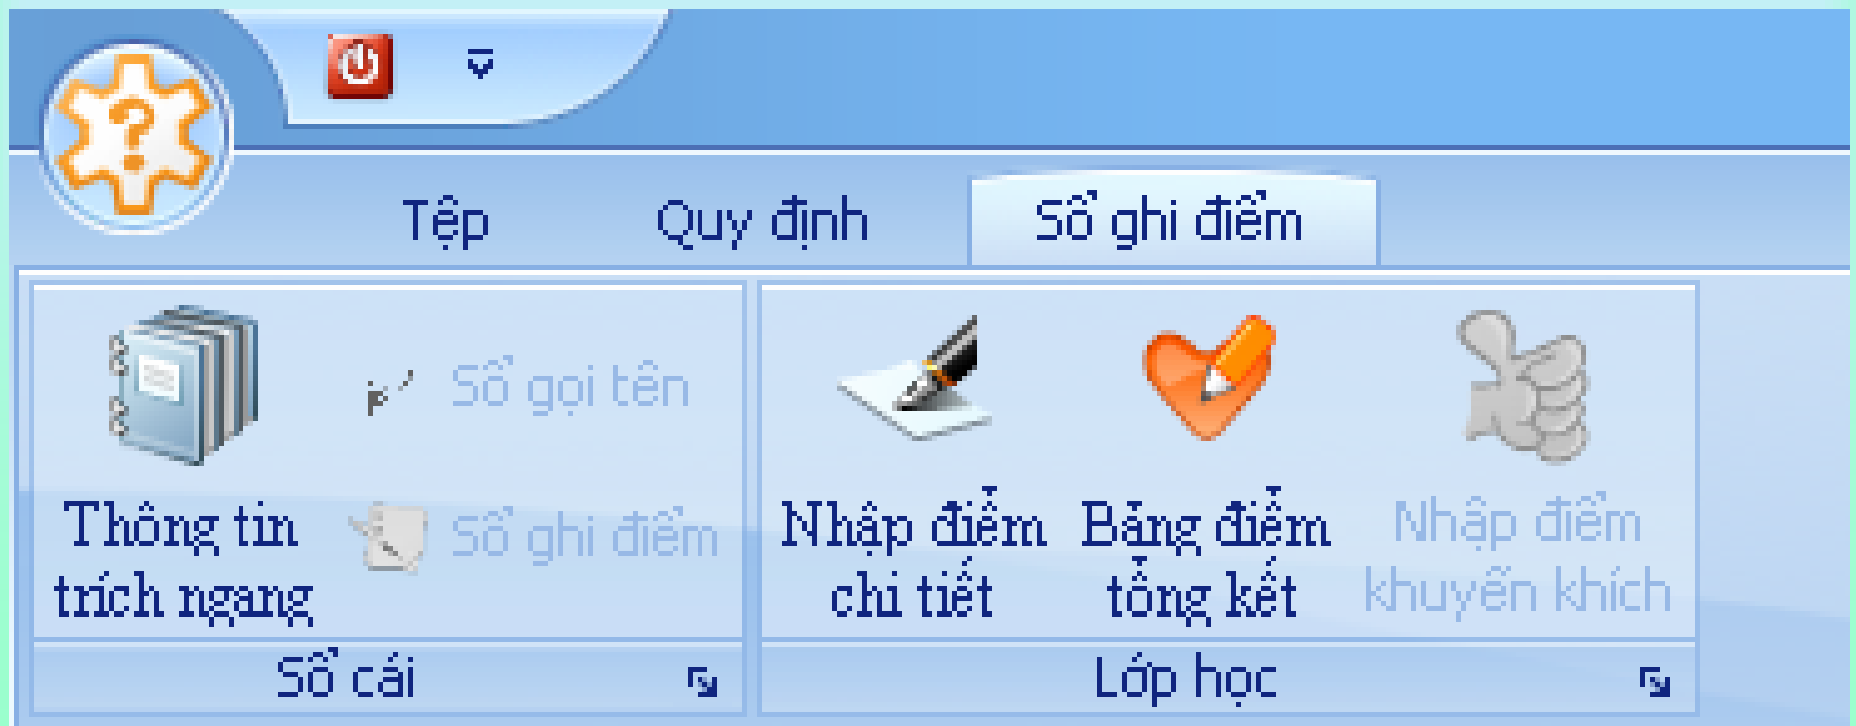 Tệp Quy định Sổ ghi điểm
Sổ gọi tên
Sổ ghi điểm
Thông tin
trích ngang
Sổ cái
Nhập điểm
chi tiết
Bảng điểm
tổng kết
Nhập điểm
khuyến khích
Lớp học